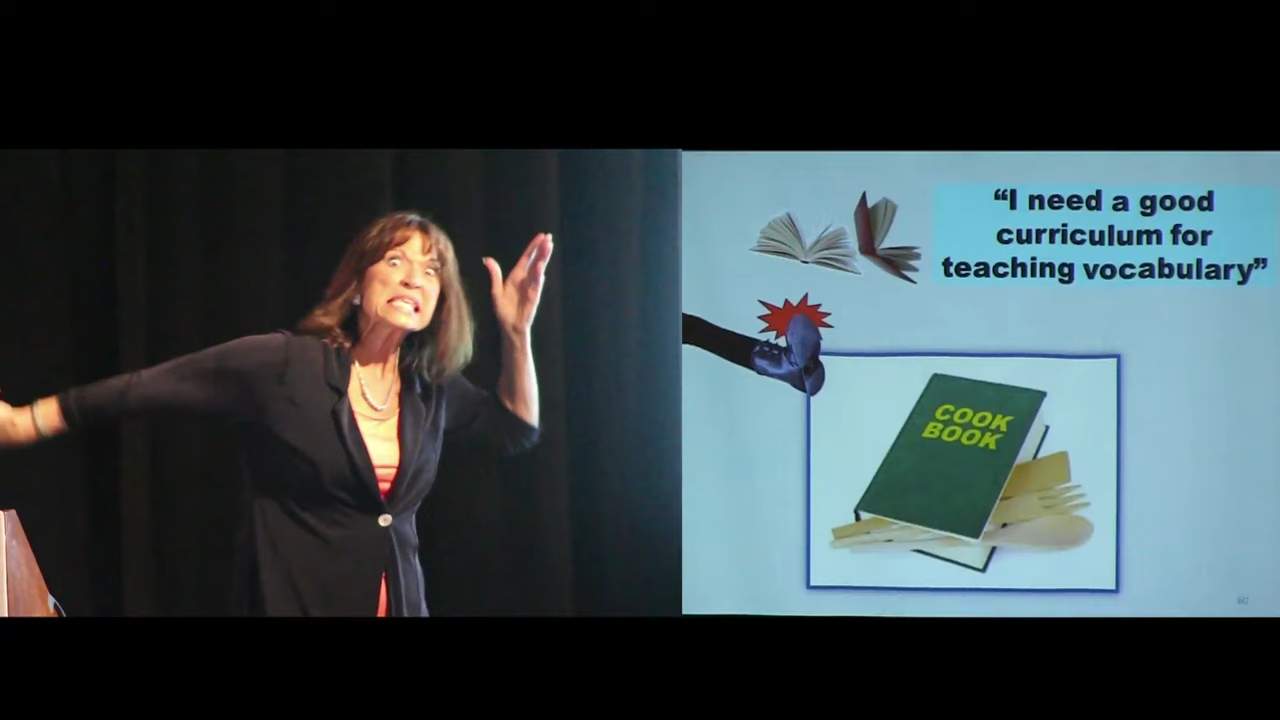 “I need a good
curriculum for
teaching vocabulary”
COOK
BOOK